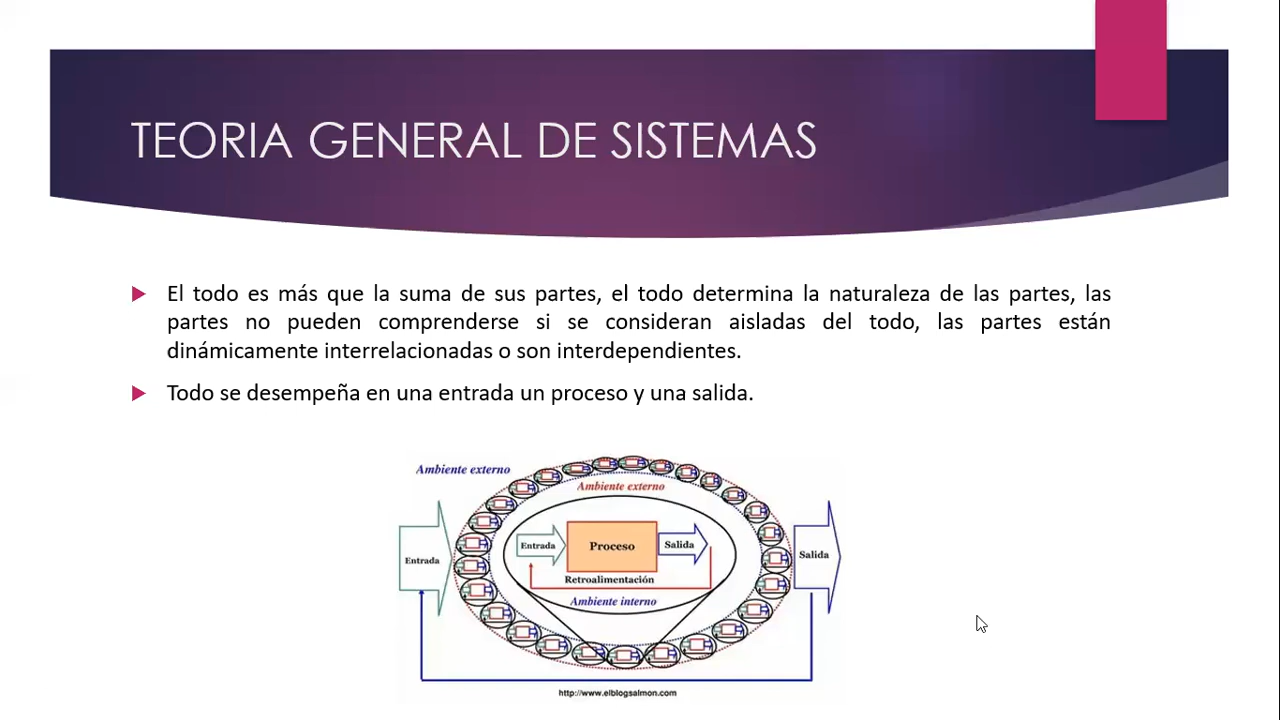 TEORIA GENERAL DE SISTEMAS
El todo es más que la suma de sus partes, el todo determina la naturaleza de las partes, las
partes no pueden comprenderse si se consideran aisladas del todo, las partes están
dinámicamente interrelacionadas o son interdependientes.
Todo se desempeña en una entrada un proceso y una salida.
Ambiente externo
Ambiente externo
Entrada
Proceso
Salida
Entrada
Salida
Retroalimentación
Ambiente interno
http://www.elblogsalmon.com